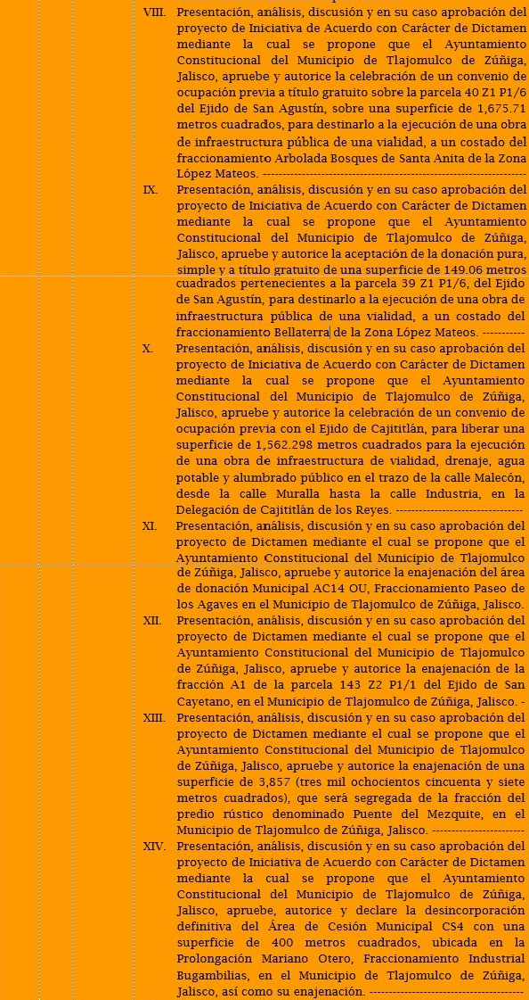 VIII. Presentación, análisis, discusión y en su caso aprobación del
proyecto de Iniciativa de Acuerdo con Carácter de Dictamen
mediante la cual se propone que el Ayuntamiento
Constitucional del Municipio de Tlajomulco de Zúñiga,
Jalisco, apruebe y autorice la celebración de un convenio de
ocupación previa a título gratuito sobre la parcela 40 Z1 P1/6
del Ejido de San Agustín, sobre una superficie de 1,675.71
metros cuadrados, para destinarlo a la ejecución de una obra
de infraestructura pública de una vialidad, a un costado del
fraccionamiento Arbolada Bosques de Santa Anita de la Zona
López Mateos. ------------------------------------------------------------------------
IX. Presentación, análisis, discusión y en su caso aprobación del
proyecto de Iniciativa de Acuerdo con Carácter de Dictamen
mediante la cual se propone que el Ayuntamiento
Constitucional del Municipio de Tlajomulco de Zúñiga,
Jalisco, apruebe y autorice la aceptación de la donación pura,
simple y a título gratuito de una superficie de 149.06 metros
cuadrados pertenecientes a la parcela 39 Z1 P1/6, del Ejido
de San Agustín, para destinarlo a la ejecución de una obra de
infraestructura pública de una vialidad, a un costado del
fraccionamiento Bellaterra de la Zona López Mateos. -----------
X. Presentación, análisis, discusión y en su caso aprobación del
proyecto de Iniciativa de Acuerdo con Carácter de Dictamen
mediante la cual se propone que el Ayuntamiento
Constitucional del Municipio de Tlajomulco de Zúñiga,
Jalisco, apruebe y autorice la celebración de un convenio de
ocupación previa con el Ejido de Cajititlán, para liberar una
superficie de 1,562.298 metros cuadrados para la ejecución
de una obra de infraestructura de vialidad, drenaje, agua
potable y alumbrado público en el trazo de la calle Malecón,
desde la calle Muralla hasta la calle Industria, en la
Delegación de Cajititlán de los Reyes. ----------------------------------
XI. Presentación, análisis, discusión y en su caso aprobación del
proyecto de Dictamen mediante el cual se propone que el
Ayuntamiento Constitucional del Municipio de Tlajomulco
de Zúñiga, Jalisco, apruebe y autorice la enajenación del área
de donación Municipal AC14 OU, Fraccionamiento Paseo de
los Agaves en el Municipio de Tlajomulco de Zúñiga, Jalisco.
XII. Presentación, análisis, discusión y en su caso aprobación del
proyecto de Dictamen mediante el cual se propone que el
Ayuntamiento Constitucional del Municipio de Tlajomulco
de Zúñiga, Jalisco, apruebe y autorice la enajenación de la
fracción A1 de la parcela 143 Z2 P1/1 del Ejido de San
Cayetano, en el Municipio de Tlajomulco de Zúñiga, Jalisco. -
XIII. Presentación, análisis, discusión y en su caso aprobación del
proyecto de Dictamen mediante el cual se propone que el
Ayuntamiento Constitucional del Municipio de Tlajomulco
de Zúñiga, Jalisco, apruebe y autorice la enajenación de una
superficie de 3,857 (tres mil ochocientos cincuenta y siete
metros cuadrados), que será segregada de la fracción del
predio rústico denominado Puente del Mezquite, en el
Municipio de Tlajomulco de Zúñiga, Jalisco. -------------------------
XIV. Presentación, análisis, discusión y en su caso aprobación del
proyecto de Iniciativa de Acuerdo con Carácter de Dictamen
mediante la cual se propone que el Ayuntamiento
Constitucional del Municipio de Tlajomulco de Zúñiga,
Jalisco, apruebe, autorice y declare la desincorporación
definitiva del Área de Cesión Municipal CS4 con una
superficie de 400 metros cuadrados, ubicada en la
Prolongación Mariano Otero, Fraccionamiento Industrial
Bugambilias, en el Municipio de Tlajomulco de Zúñiga,
Jalisco, así como su enajenación. ------------------------------------------